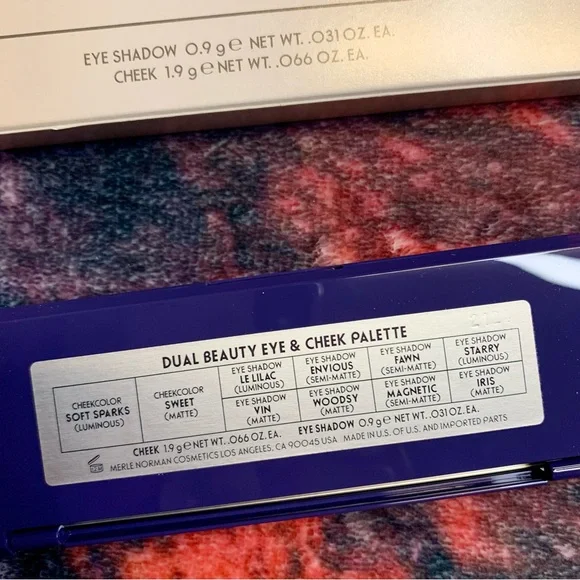 EYE SHADOW 0.9 g e NET WT. .031 OZ. EA.
CHEEK 1.9 g e NET WT. .066 OZ. EA.
DUAL BEAUTY EYE & CHEEK PALETTE
CHEEKCOLOR
SOFT SPARKS
(LUMINOUS)
CHEEKCOLOR
SWEET
(MATTE)
EYE SHADOW
LE LILAC
(LUMINOUS)
EYE SHADOW
ENVIOUS
(SEMI-MATTE)
EYE SHADOW
FAWN
(SEMI-MATTE)
EYE SHADOW
STARRY
(LUMINOUS)
EYE SHADOW
VIN
(MATTE)
EYE SHADOW
WOODSY
(MATTE)
EYE SHADOW
MAGNETIC
(SEMI-MATTE)
EYE SHADOW
IRIS
(MATTE)
CHEEK 1.9 g e NET WT. .066 OZ. EA. EYE SHADOW 0.9 g e NET WT. .031 OZ. EA.
MERLE NORMAN COSMETICS LOS ANGELES, CA 90045 USA MADE IN U.S. OF U.S. AND IMPORTED PARTS